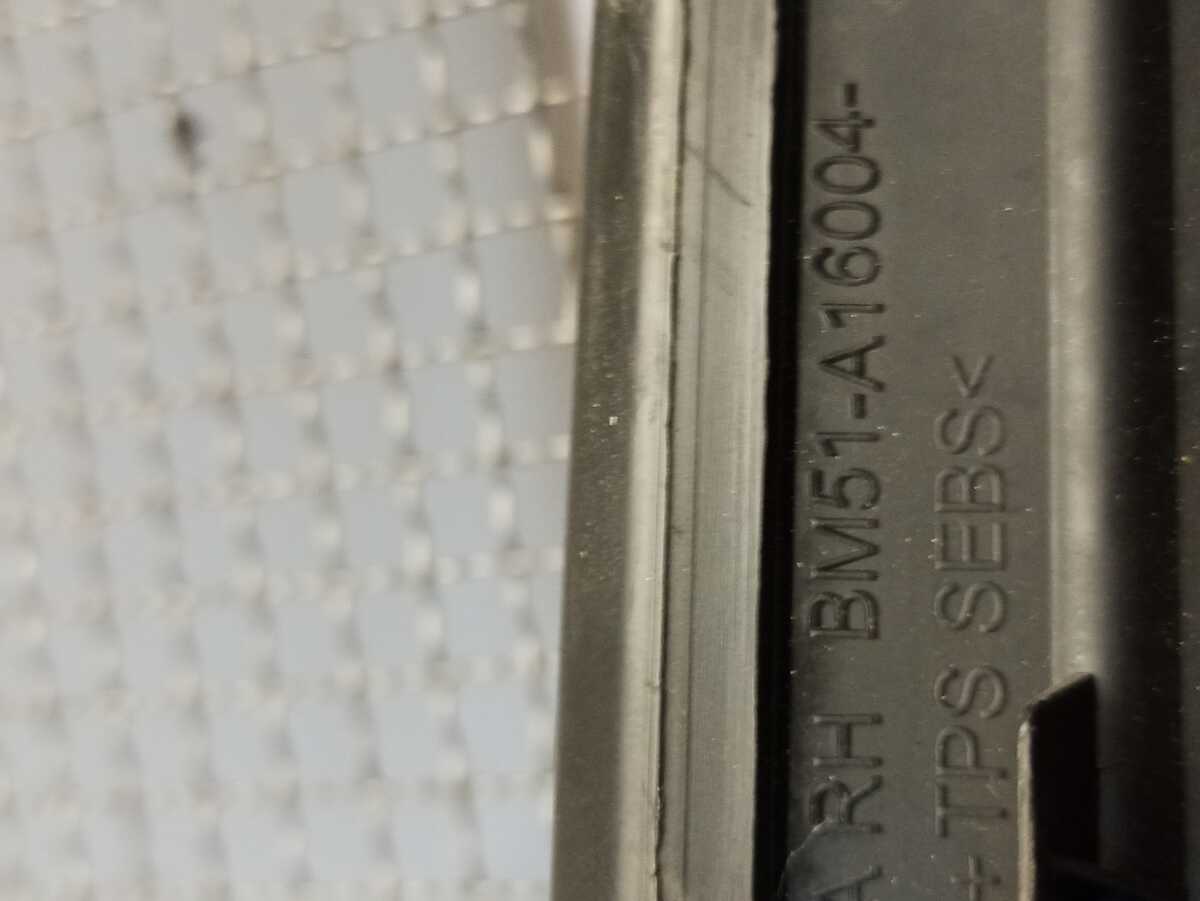 A RH BM51-A16004-
+ TPS SEBS<